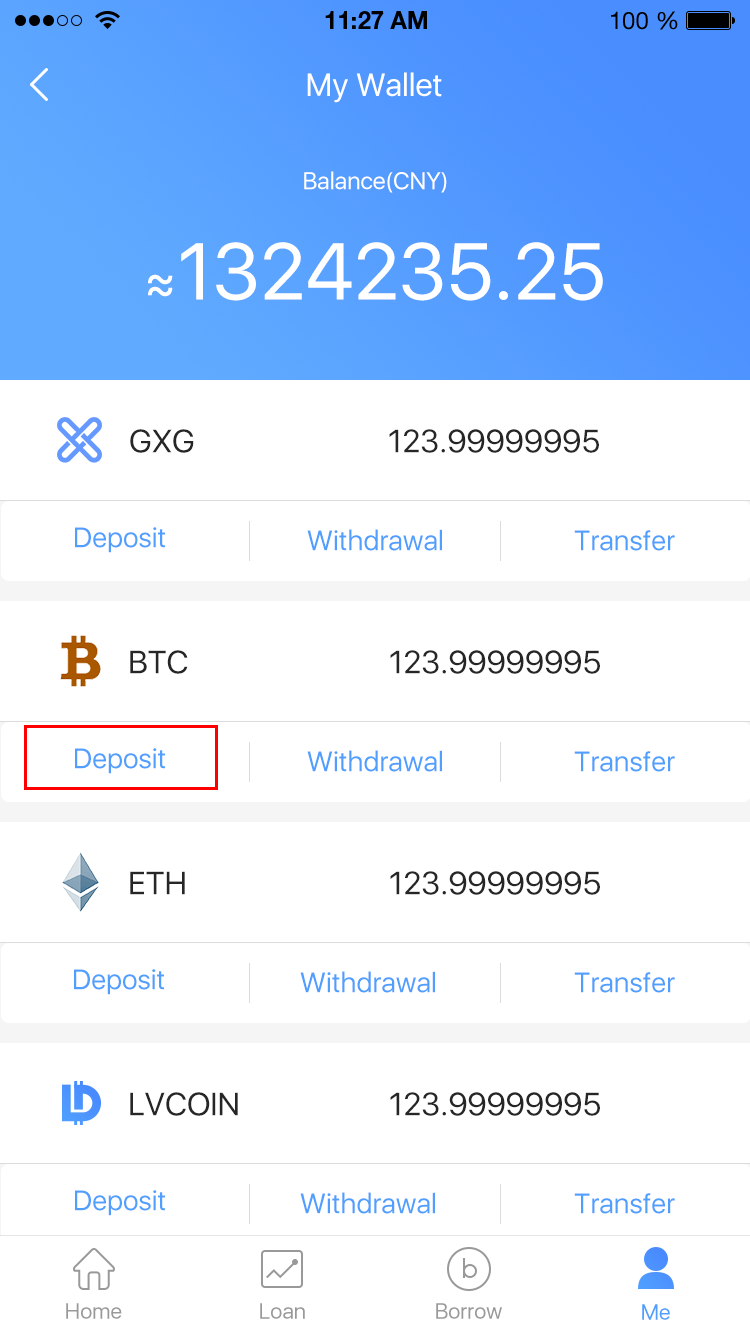 11:27 AM 100 %
My Wallet
Balance(CNY)
≈1324235.25
GXG 123.99999995
Deposit Withdrawal Transfer
BTC 123.99999995
Deposit Withdrawal Transfer
ETH 123.99999995
Deposit Withdrawal Transfer
LVCOIN 123.99999995
Deposit Withdrawal Transfer
Home Loan Borrow Me